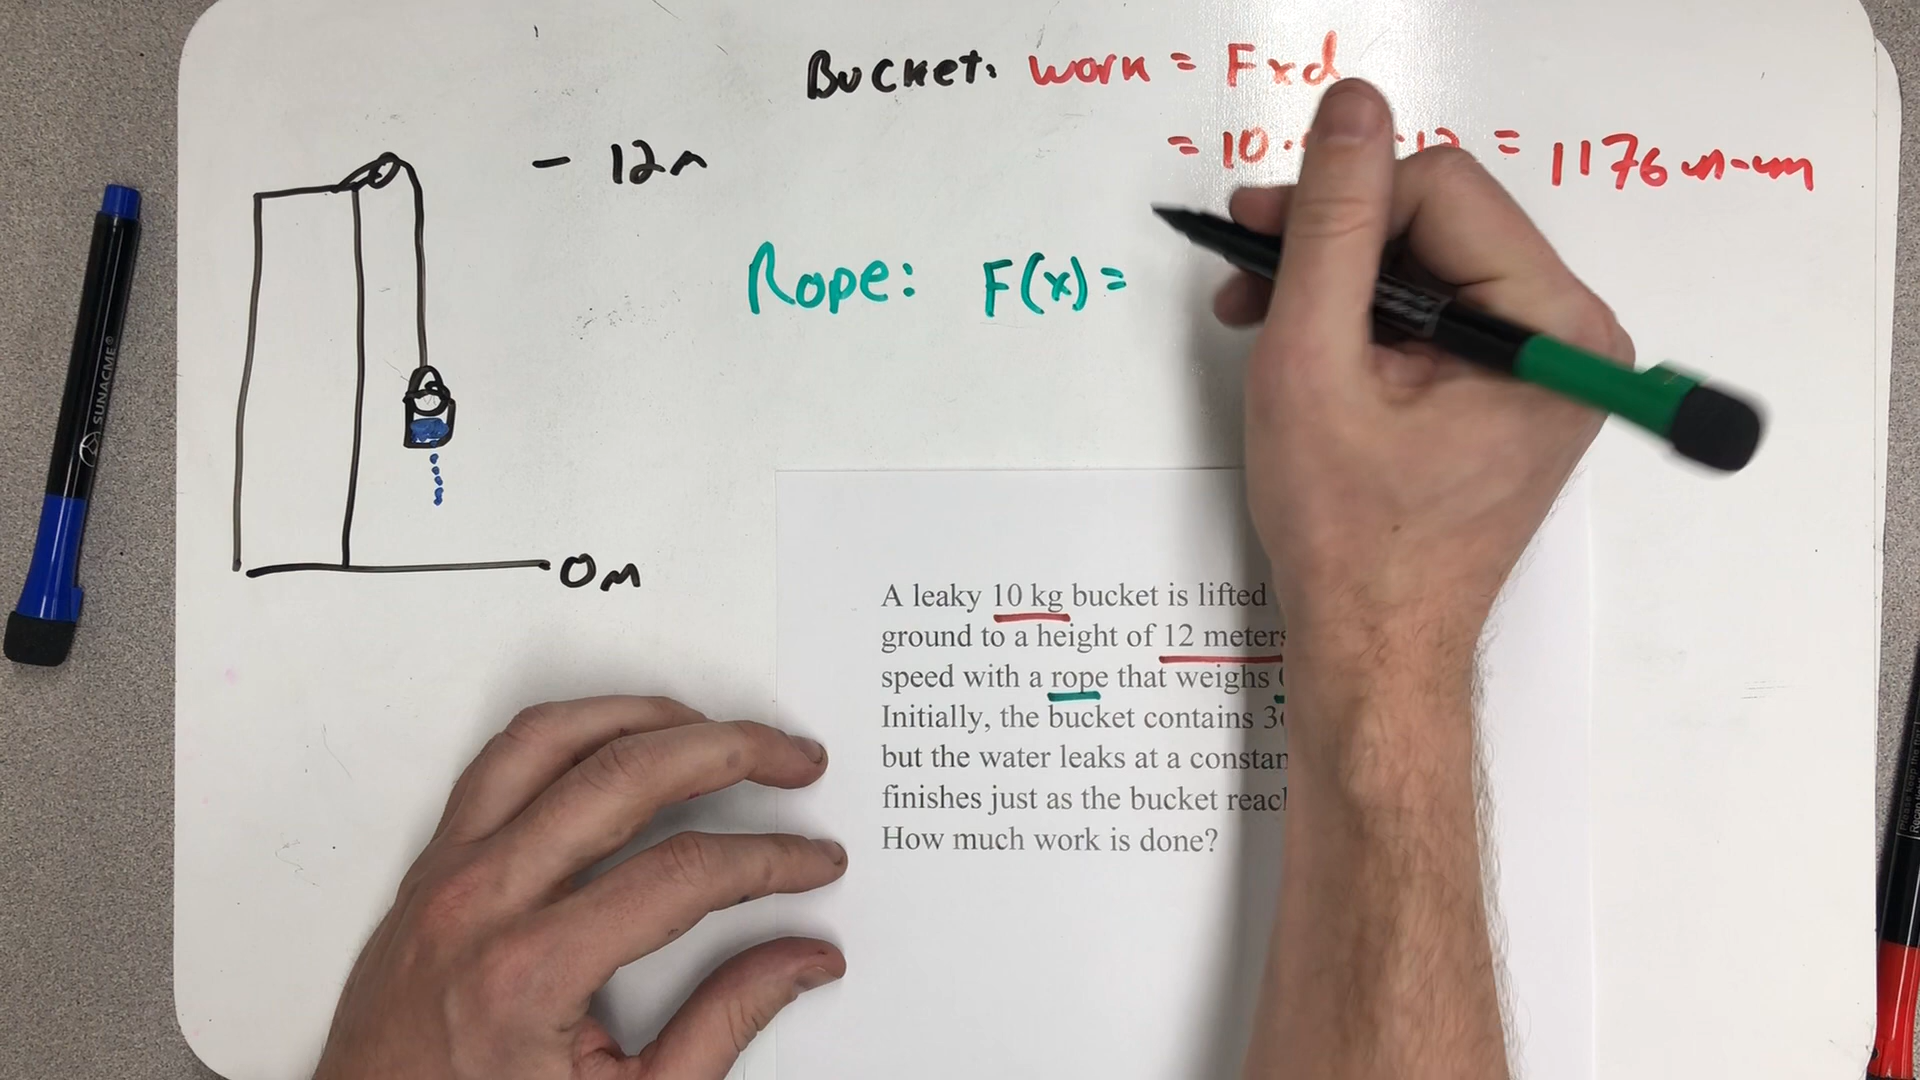 Bucket: work = F x d
= 10 · · 12 = 1176 n-m
- 12m
Rope: F(x) =
0m
SUNACME®
A leaky 10 kg bucket is lifted
ground to a height of 12 meters
speed with a rope that weighs
Initially, the bucket contains
but the water leaks at a
finishes just as the bucket
How much work is done?